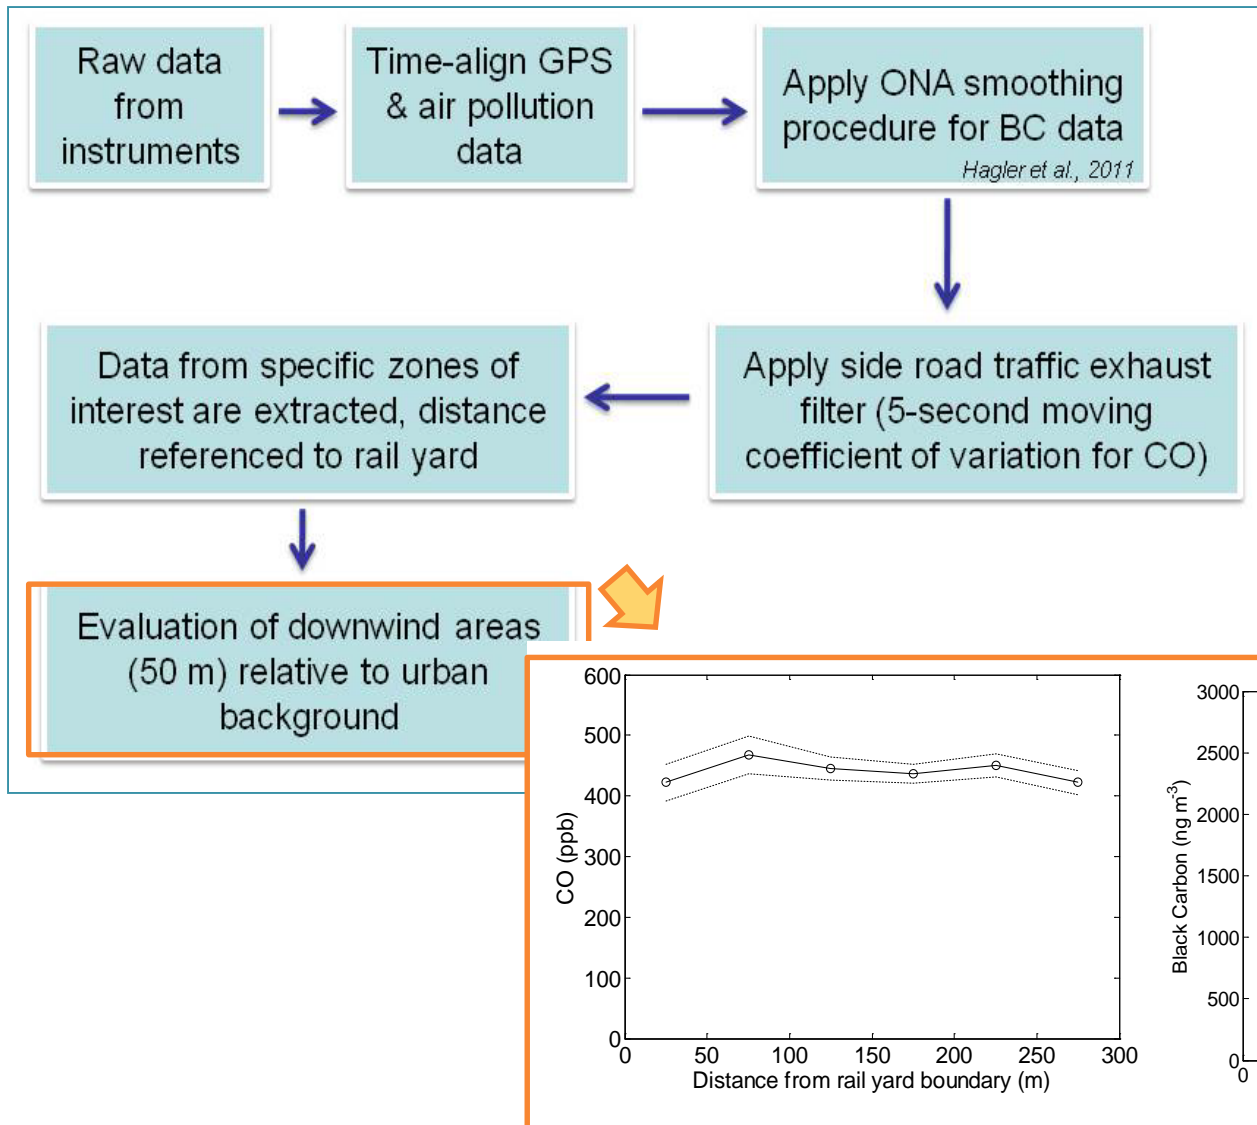 Raw data
from
instruments
Time-align GPS
& air pollution
data
Apply ONA smoothing
procedure for BC data
Hagler et al., 2011
Apply side road traffic exhaust
filter (5-second moving
coefficient of variation for CO)
Data from specific zones of
interest are extracted, distance
referenced to rail yard
Evaluation of downwind areas
(50 m) relative to urban
background
600
500
400
300
200
100
0
CO (ppb)
0 50 100 150 200 250 300
Distance from rail yard boundary (m)
3000
2500
2000
1500
1000
500
0
Black Carbon (ng m⁻³)
0